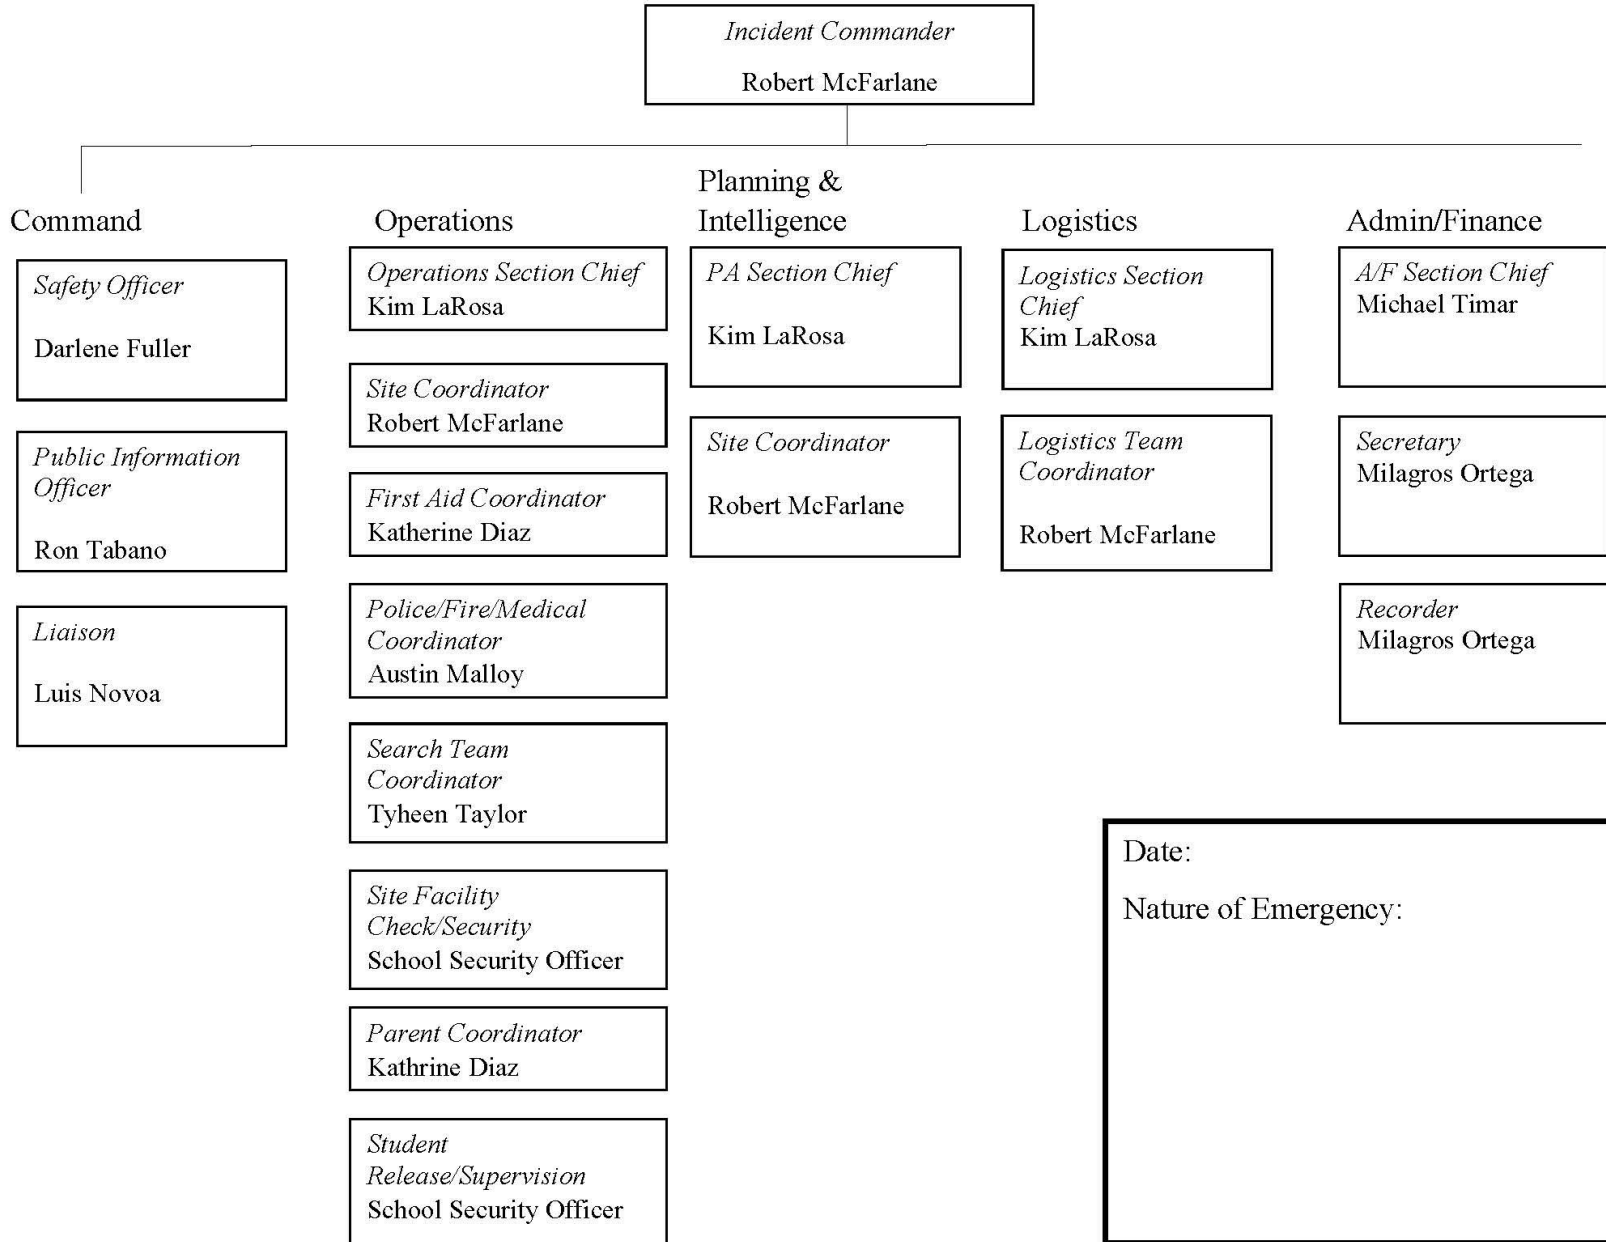 Incident Commander
Robert McFarlane
Command
Safety Officer
Darlene Fuller
Public Information
Officer
Ron Tabano
Liaison
Luis Novoa
Operations
Operations Section Chief
Kim LaRosa
Site Coordinator
Robert McFarlane
First Aid Coordinator
Katherine Diaz
Police/Fire/Medical
Coordinator
Austin Malloy
Search Team
Coordinator
Tyheen Taylor
Site Facility
Check/Security
School Security Officer
Parent Coordinator
Kathrine Diaz
Student
Release/Supervision
School Security Officer
Planning &
Intelligence
PA Section Chief
Kim LaRosa
Site Coordinator
Robert McFarlane
Logistics
Logistics Section
Chief
Kim LaRosa
Logistics Team
Coordinator
Robert McFarlane
Admin/Finance
A/F Section Chief
Michael Timar
Secretary
Milagros Ortega
Recorder
Milagros Ortega
Date:
Nature of Emergency: